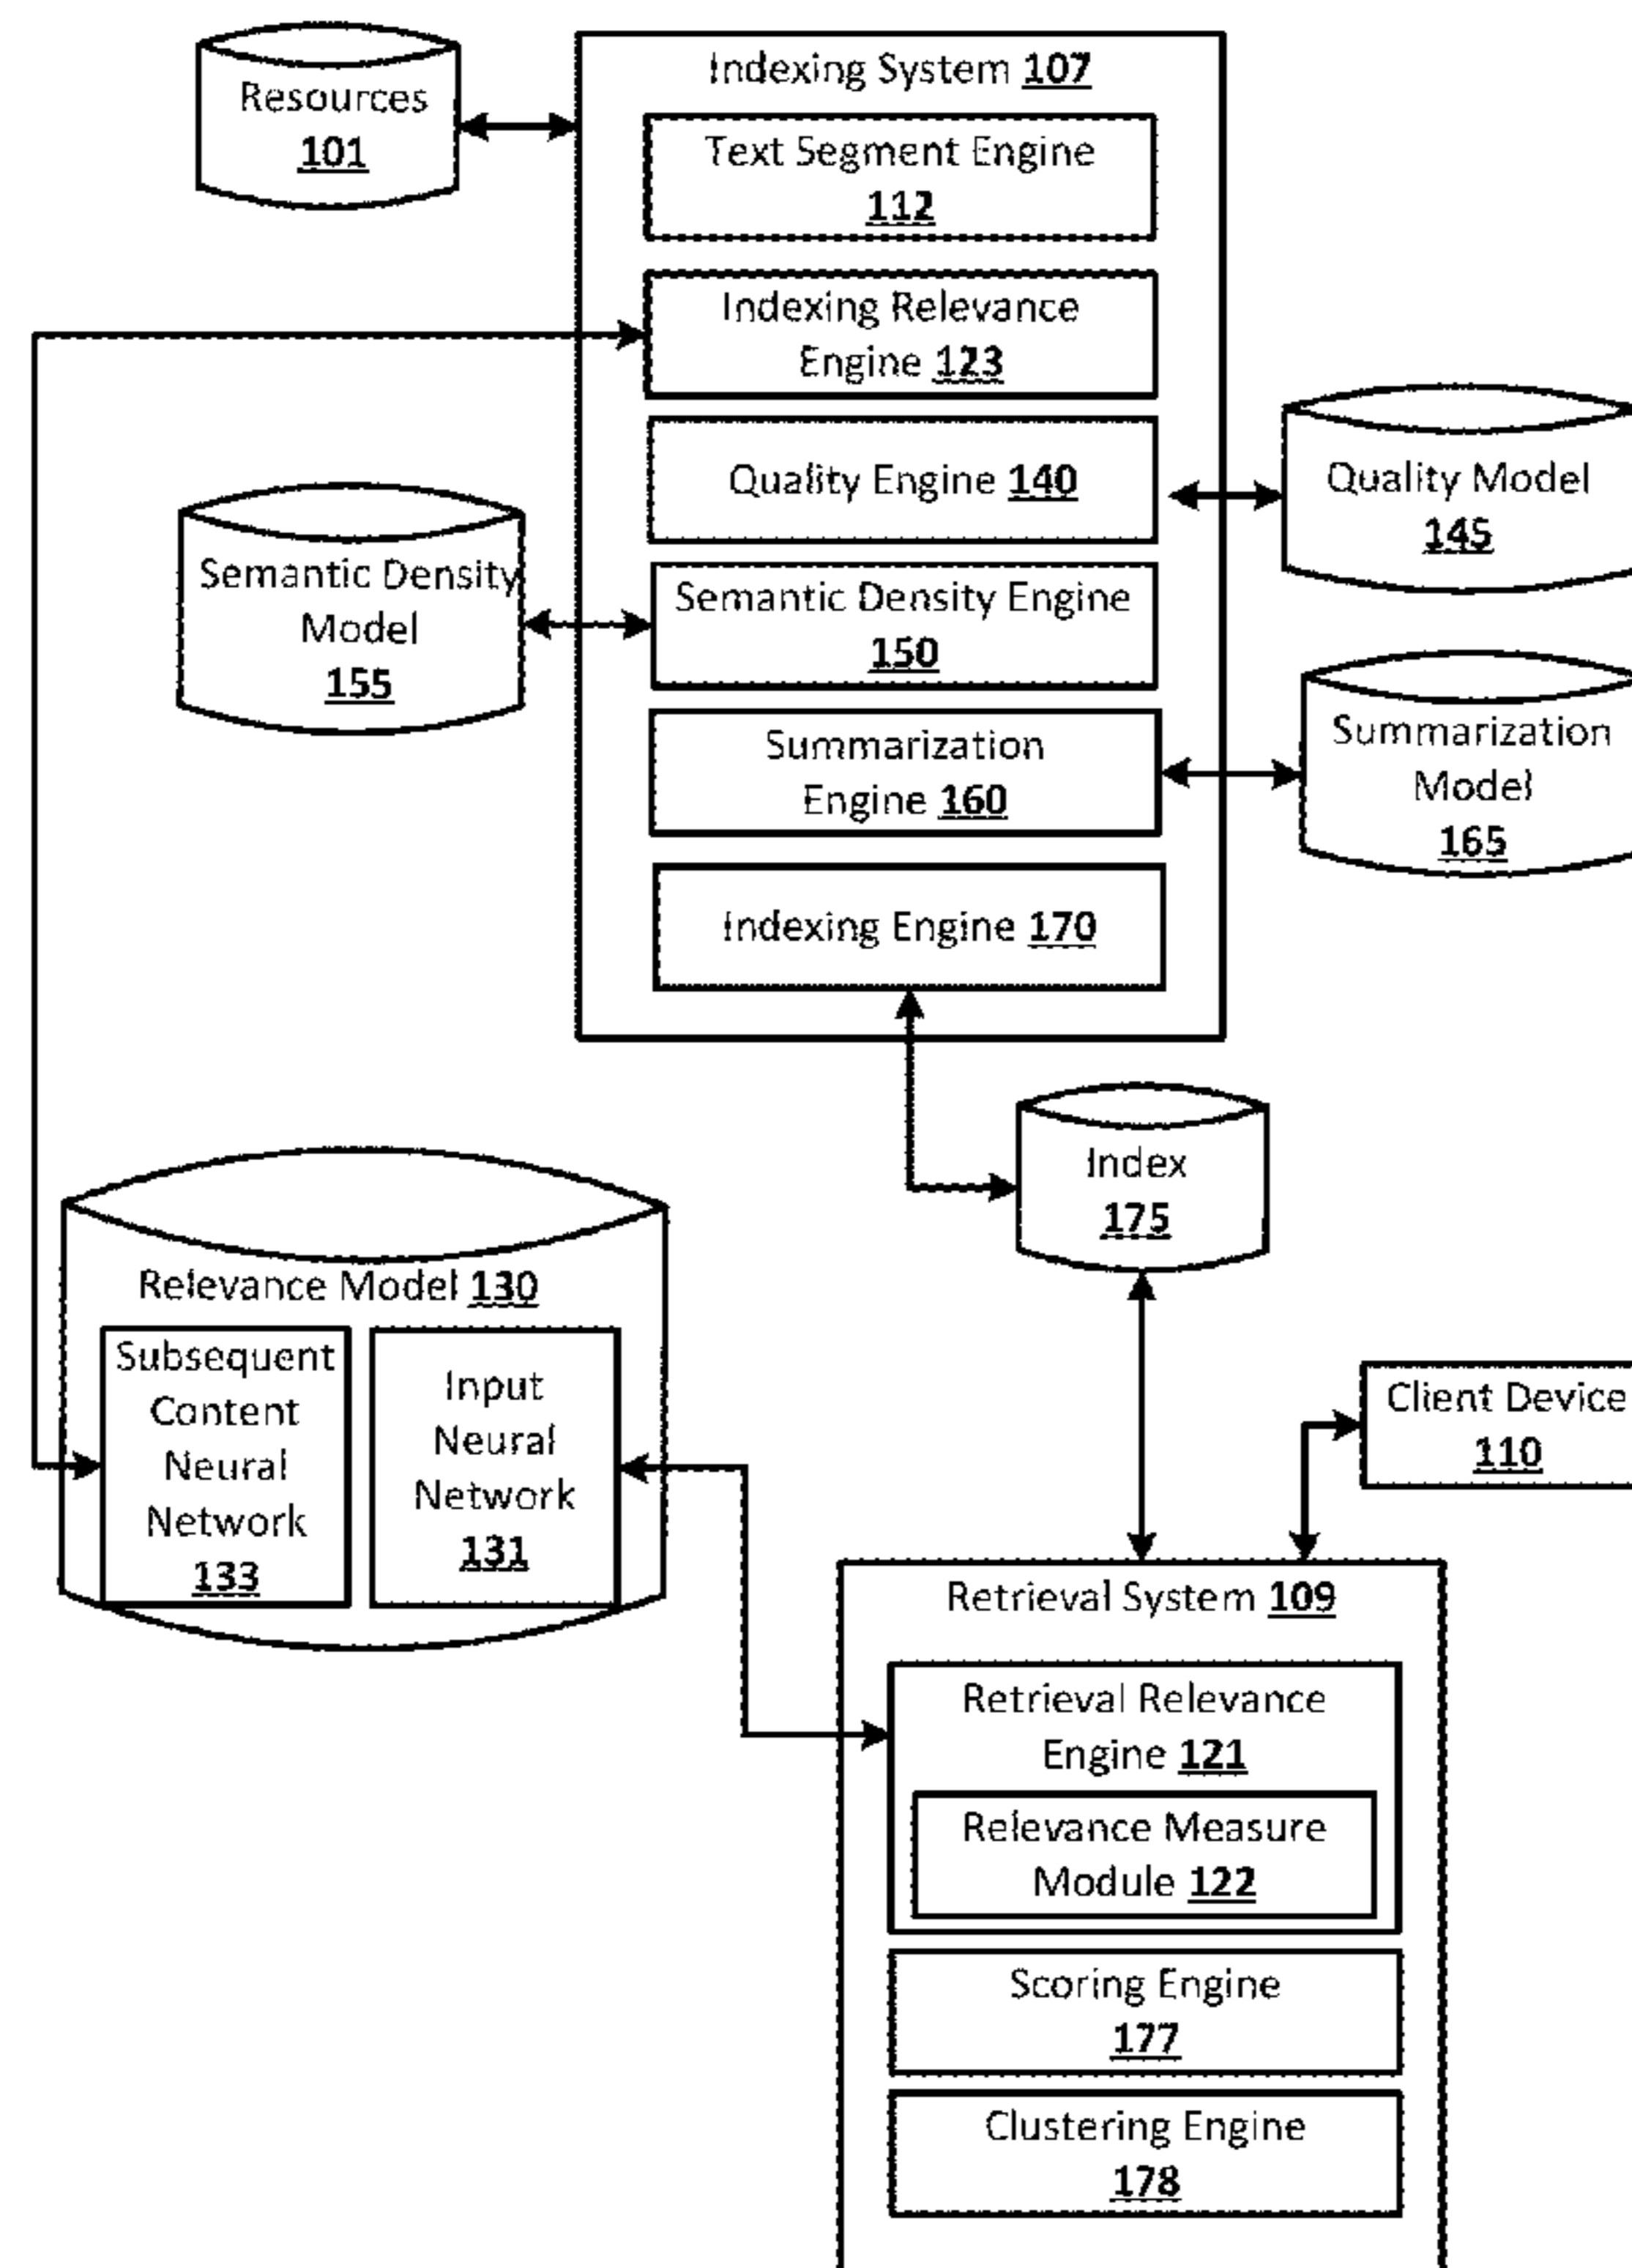 Resources
101
Indexing System 107
Text Segment Engine
112
Indexing Relevance
Engine 123
Quality Engine 140
Quality Model
145
Semantic Density
Model
155
Semantic Density Engine
150
Summarization
Engine 160
Summarization
Model
165
Indexing Engine 170
Index
175
Relevance Model 130
Subsequent
Content
Neural
Network
133
Input
Neural
Network
131
Client Device
110
Retrieval System 109
Retrieval Relevance
Engine 121
Relevance Measure
Module 122
Scoring Engine
177
Clustering Engine
178